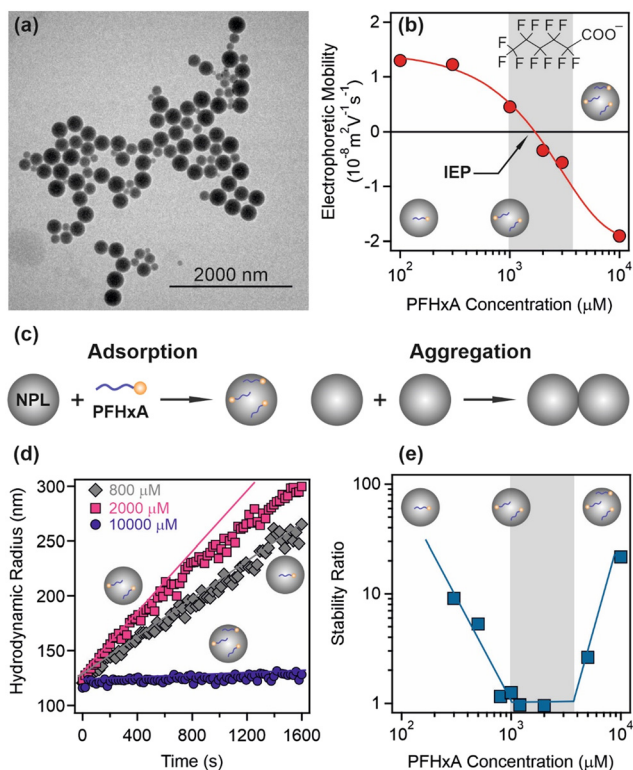 (a)
2000 nm
(b)
Electrophoretic Mobility
(10⁻⁸ m² V⁻¹ s⁻¹)
2
1
0
-1
-2
F F F F COO⁻
F
F
F F F F F
IEP
10² 10³ 10⁴
PFHxA Concentration (μM)
(c)
Adsorption
NPL + PFHxA
Aggregation
+
(d)
Hydrodynamic Radius (nm)
300
250
200
150
100
800 μM
2000 μM
10000 μM
0 400 800 1200 1600
Time (s)
(e)
Stability Ratio
100
10
1
10² 10³ 10⁴
PFHxA Concentration (μM)